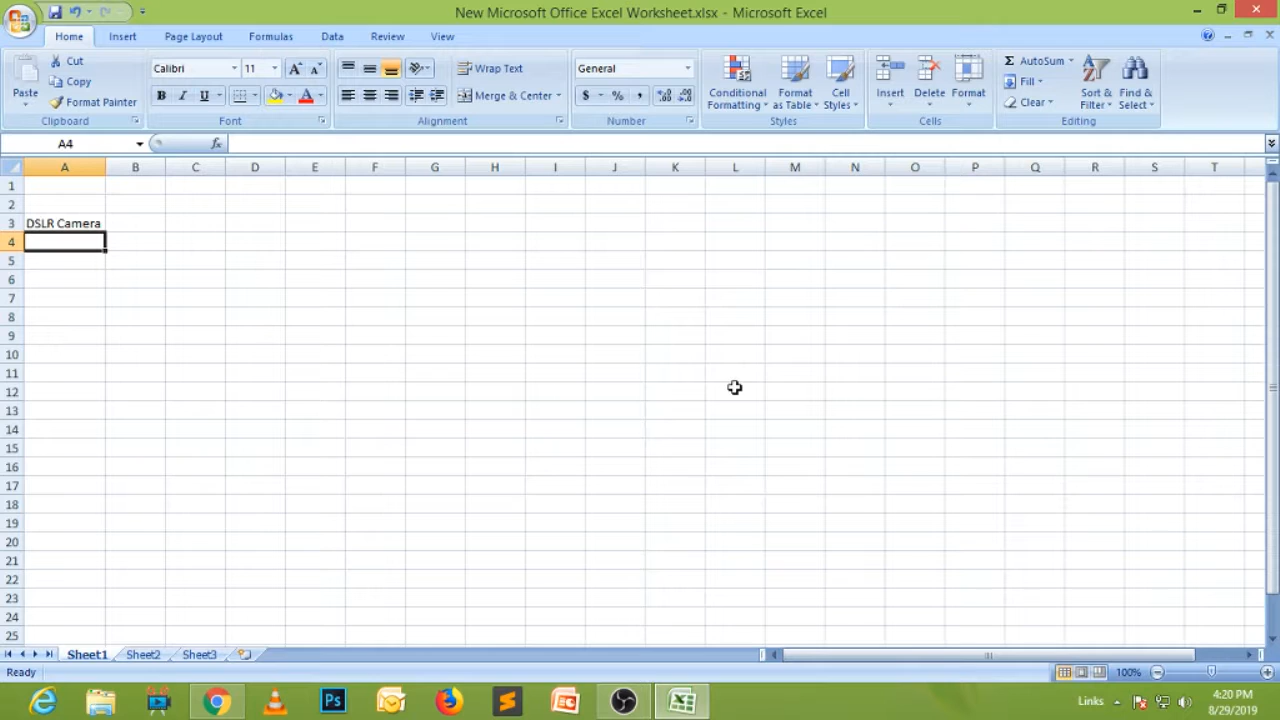 New Microsoft Office Excel Worksheet.xlsx - Microsoft Excel
Home Insert Page Layout Formulas Data Review View
Paste Cut Copy Format Painter Clipboard
Calibri 11 B I U A Font
Wrap Text Merge & Center Alignment
General $ % , Number
Conditional Formatting Format as Table Cell Styles Styles
Insert Delete Format Cells
Σ AutoSum Fill Clear Sort & Filter Find & Select Editing
A4 fx
A B C D E F G H I J K L M N O P Q R S T
1
2
3 DSLR Camera
4
5
6
7
8
9
10
11
12
13
14
15
16
17
18
19
20
21
22
23
24
25
Sheet1 Sheet2 Sheet3
Ready 100%
Ps Links 4:20 PM
8/29/2019